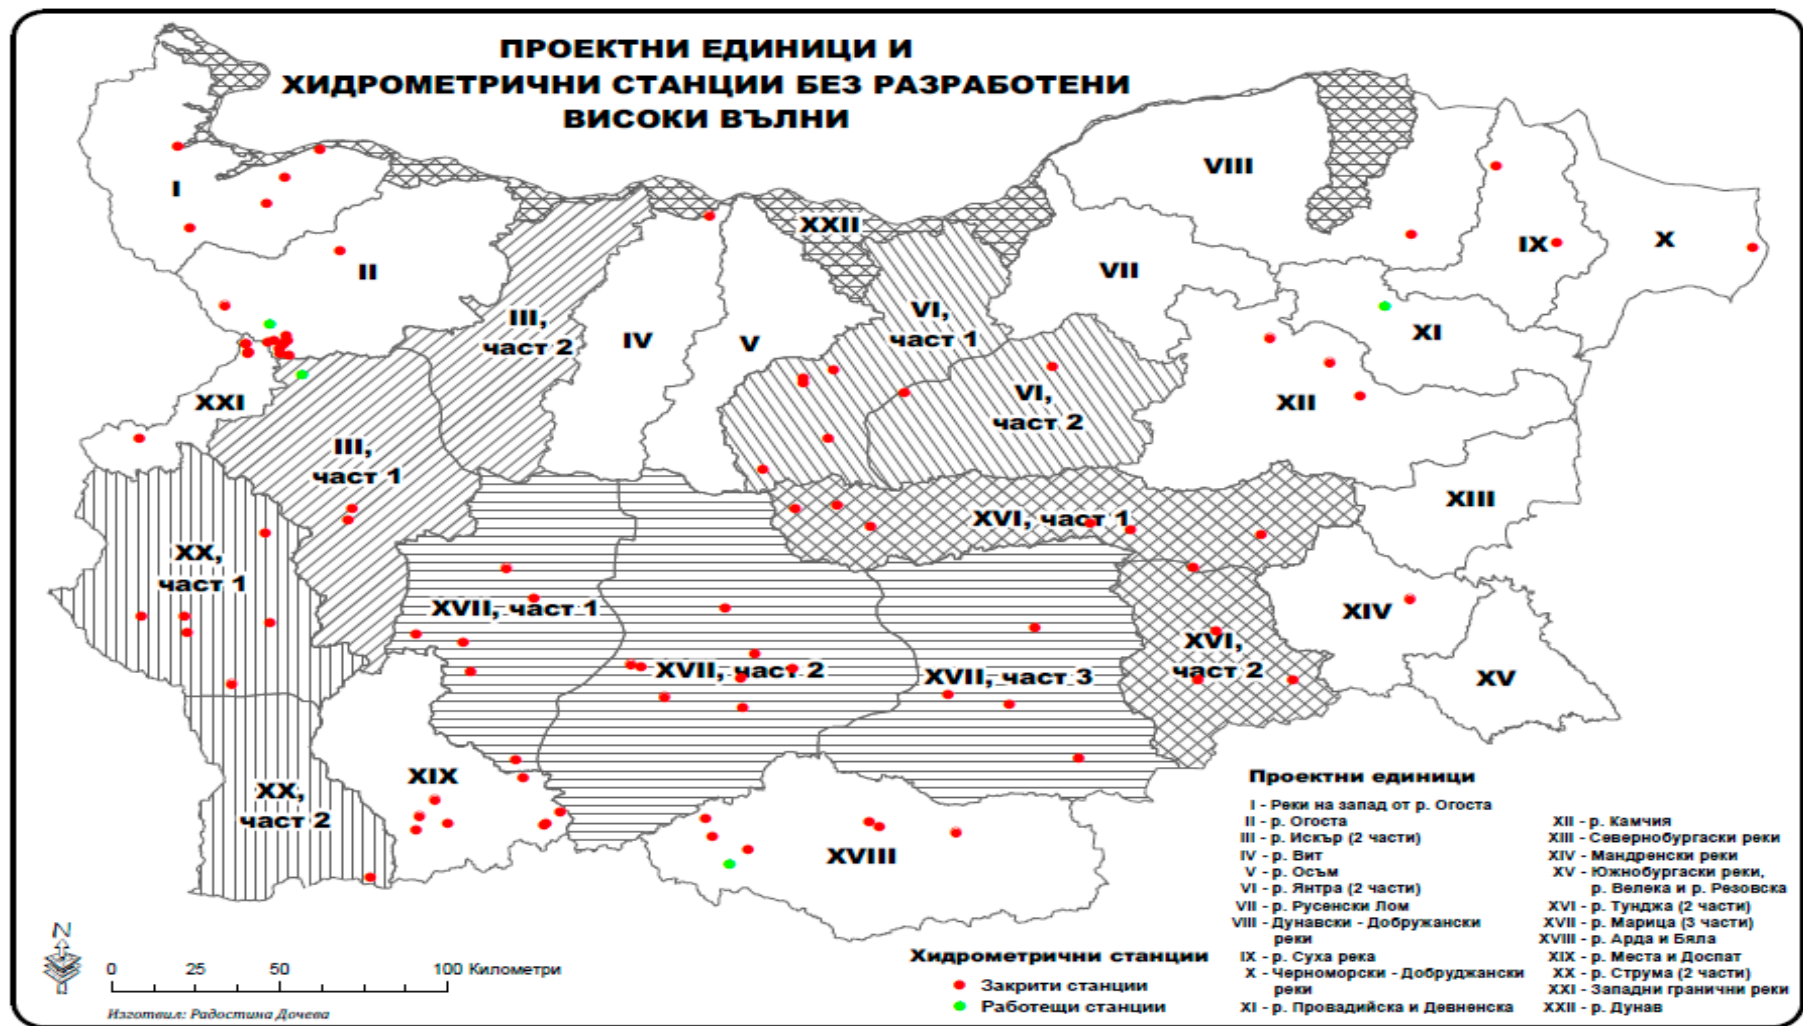 ПРОЕКТНИ ЕДИНИЦИ И
ХИДРОМЕТРИЧНИ СТАНЦИИ БЕЗ РАЗРАБОТЕНИ
ВИСОКИ ВЪЛНИ
I
II
III,
част 2
IV
V
XXII
VI,
част 1
VI,
част 2
VII
VIII
IX
X
XI
XII
XIII
XXI
III,
част 1
XX,
част 1
XVI, част 1
XVII, част 1
XVII, част 2
XVII, част 3
XVI,
част 2
XIV
XV
XX,
част 2
XIX
XVIII
N
0 25 50 100 Километри
Изготвил: Радостина Дочева
Хидрометрични станции
Закрити станции
Работещи станции
Проектни единици
I - Реки на запад от р. Огоста
II - р. Огоста
III - р. Искър (2 части)
IV - р. Вит
V - р. Осъм
VI - р. Янтра (2 части)
VII - р. Русенски Лом
VIII - Дунавски - Добружански
реки
IX - р. Суха река
X - Черноморски - Добруджански
реки
XI - р. Провадийска и Девненска
XII - р. Камчия
XIII - Севернобургаски реки
XIV - Мандренски реки
XV - Южнобургаски реки,
р. Велека и р. Резовска
XVI - р. Тунджа (2 части)
XVII - р. Марица (3 части)
XVIII - р. Арда и Бяла
XIX - р. Места и Доспат
XX - р. Струма (2 части)
XXI - Западни гранични реки
XXII - р. Дунав